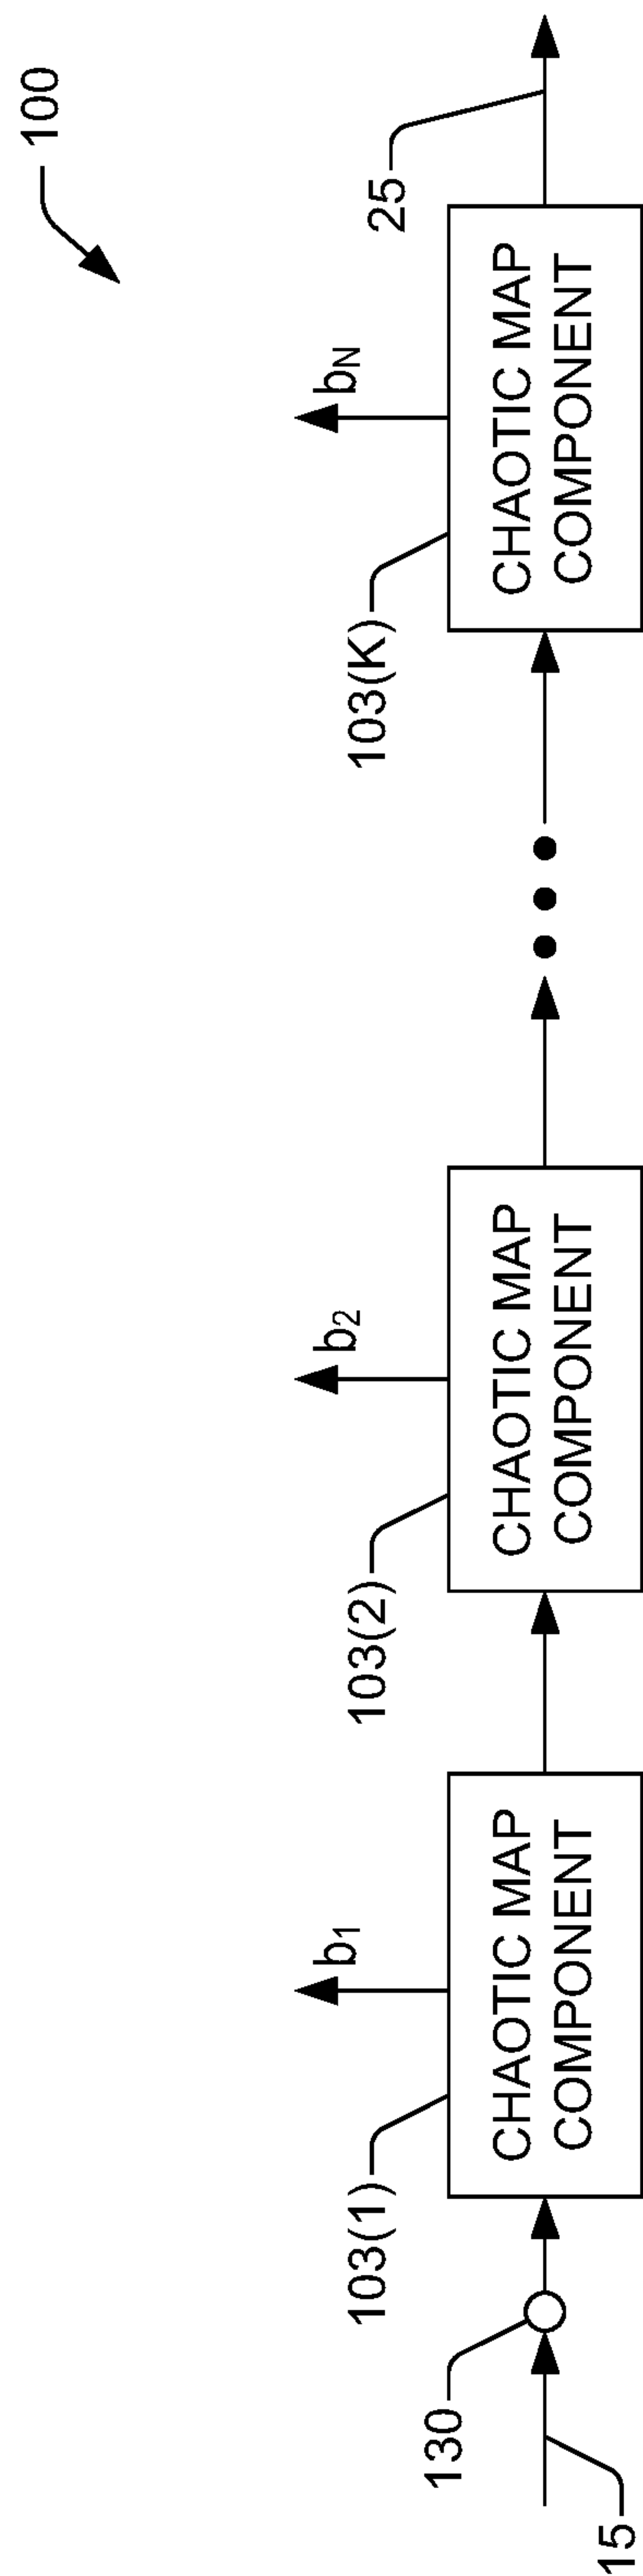 100
b1
b2
bN
25
103(1)
103(2)
103(K)
130
15
CHAOTIC MAP
COMPONENT
CHAOTIC MAP
COMPONENT
CHAOTIC MAP
COMPONENT